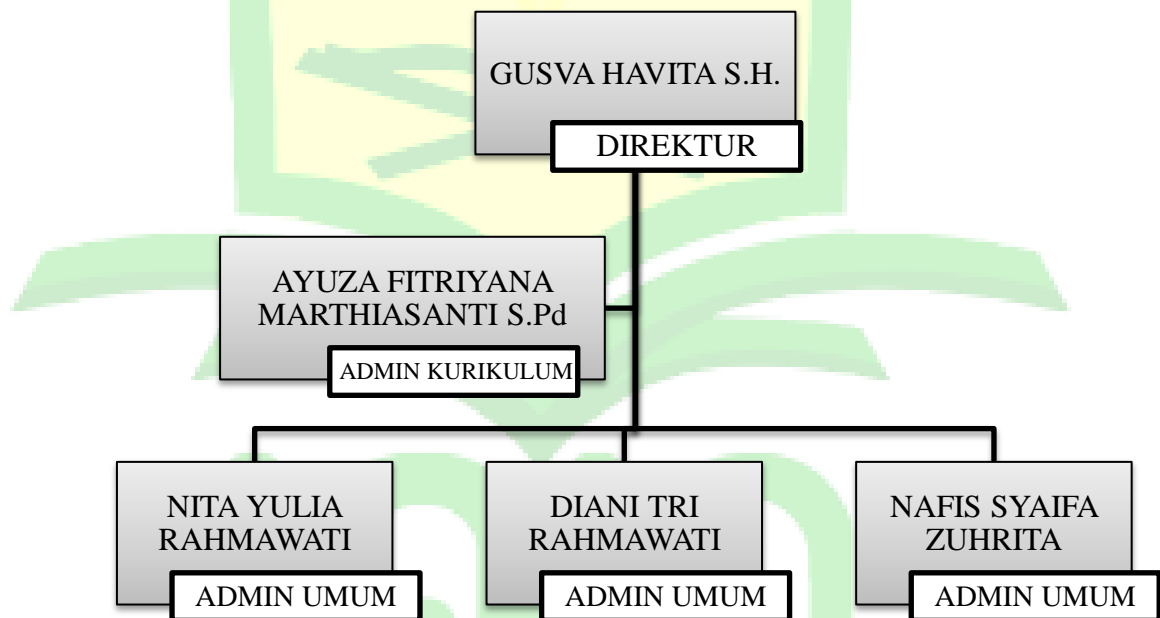 GUSVA HAVITA S.H.
DIREKTUR
AYUZA FITRIYANA
MARTHIASANTI S.Pd
ADMIN KURIKULUM
NITA YULIA
RAHMAWATI
ADMIN UMUM
DIANI TRI
RAHMAWATI
ADMIN UMUM
NAFIS SYAIFA
ZUHRITA
ADMIN UMUM